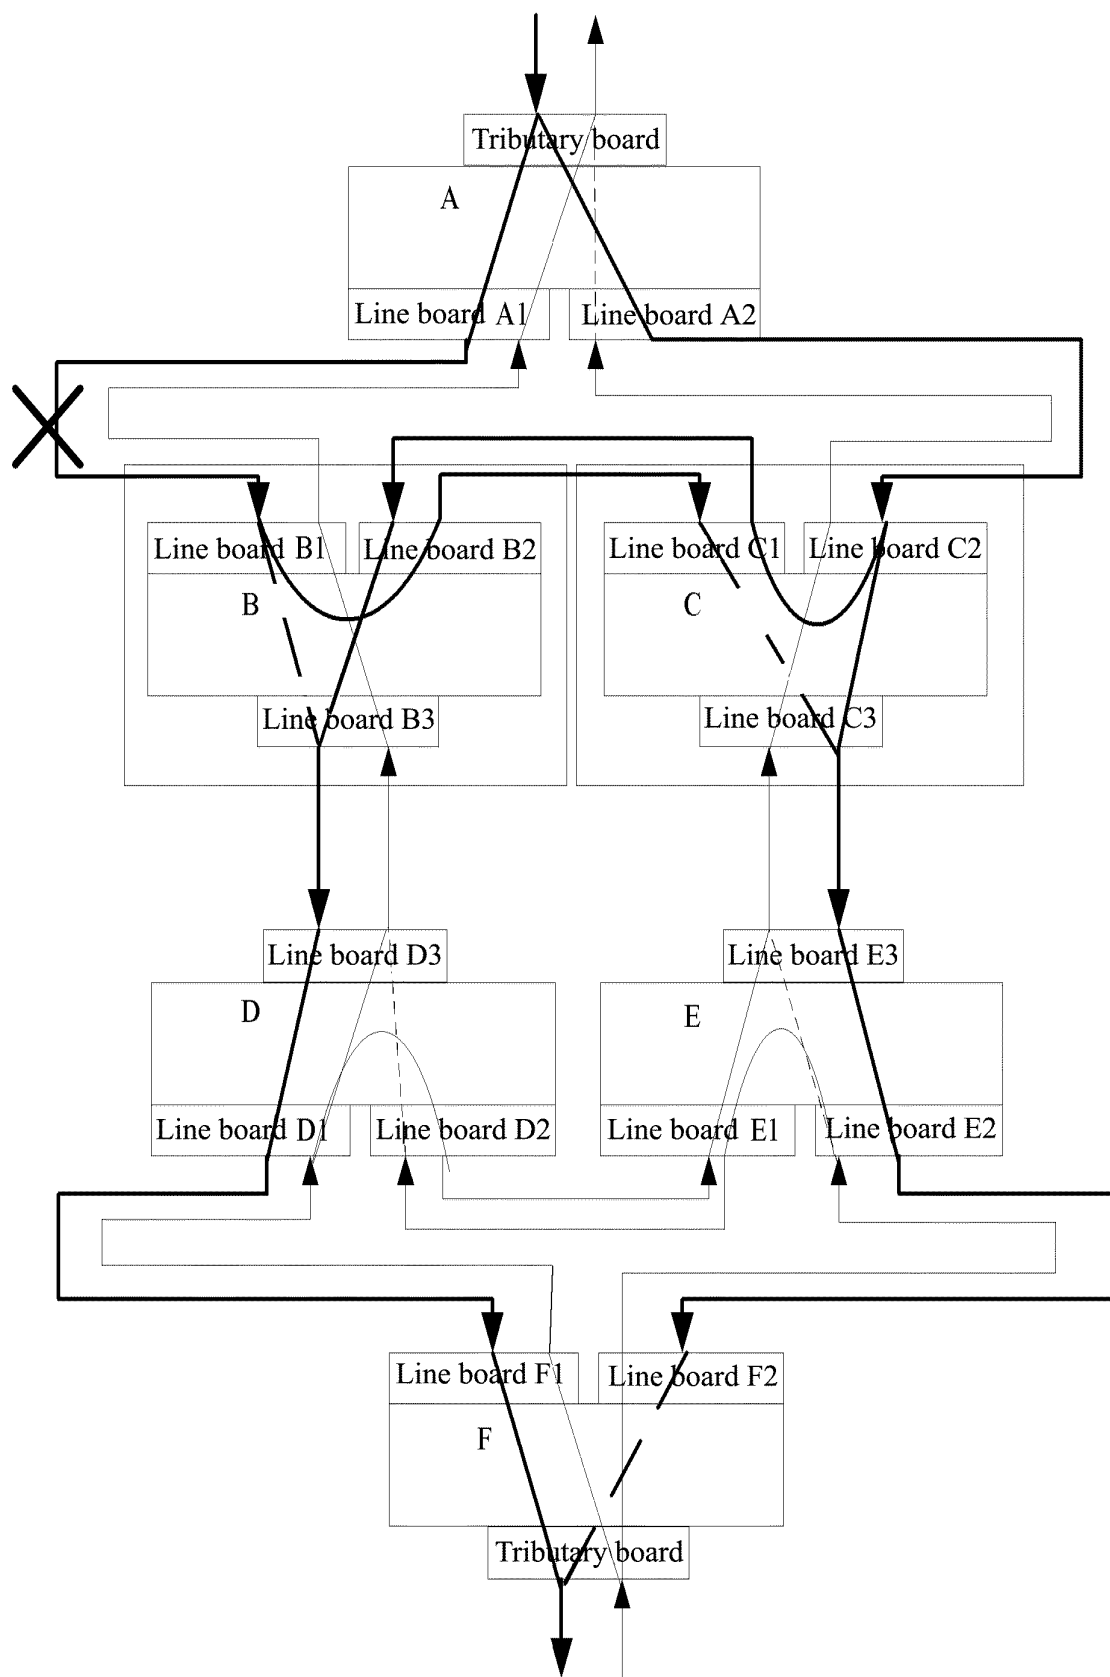 Tributary board
A
Line board A1
Line board A2
Line board B1
Line board B2
Line board C1
Line board C2
B
C
Line board B3
Line board C3
Line board D3
Line board E3
D
E
Line board D1
Line board D2
Line board E1
Line board E2
Line board F1
Line board F2
F
Tributary board